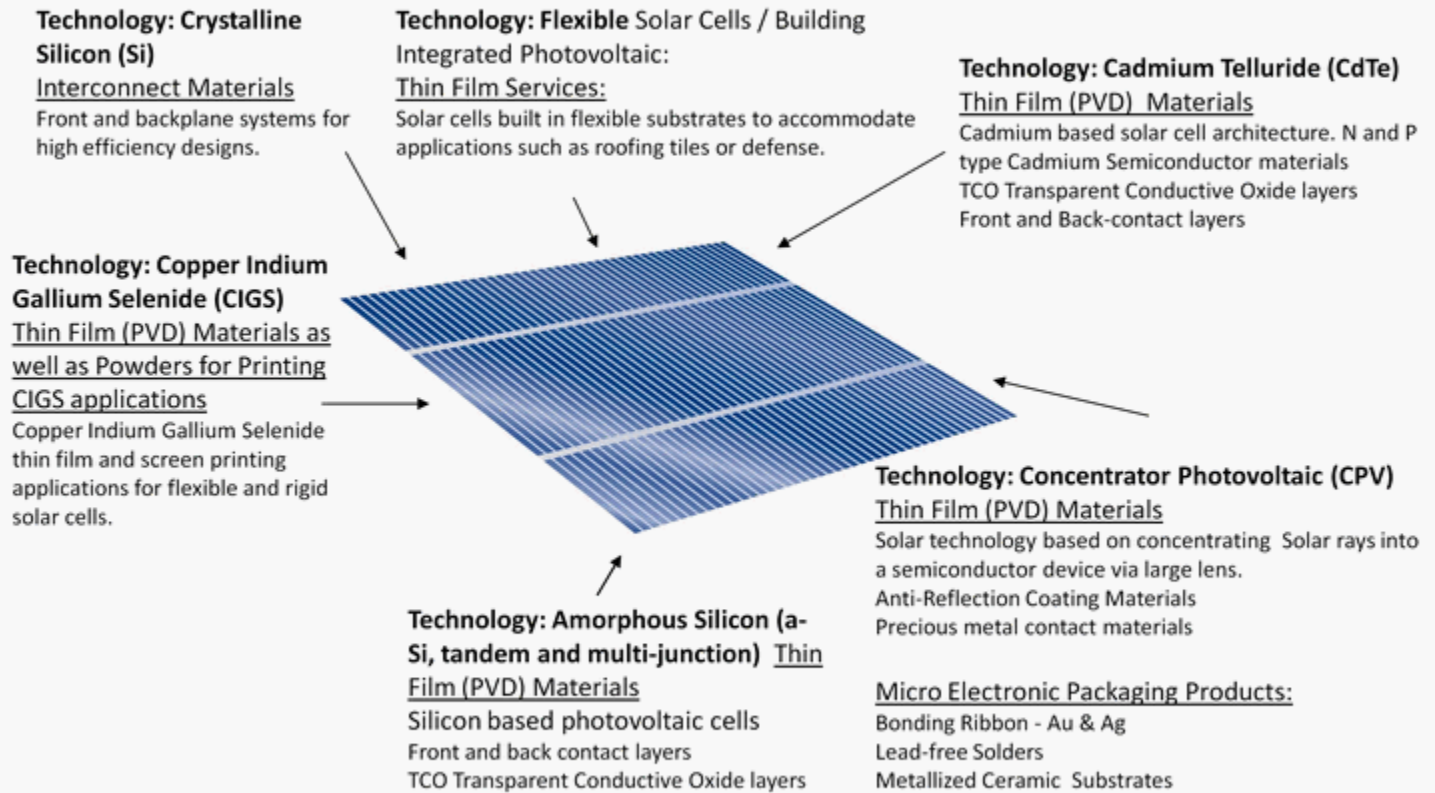 Technology: Crystalline
Silicon (Si)
Interconnect Materials
Front and backplane systems for
high efficiency designs.
Technology: Flexible Solar Cells / Building
Integrated Photovoltaic:
Thin Film Services:
Solar cells built in flexible substrates to accommodate
applications such as roofing tiles or defense.
Technology: Cadmium Telluride (CdTe)
Thin Film (PVD) Materials
Cadmium based solar cell architecture. N and P
type Cadmium Semiconductor materials
TCO Transparent Conductive Oxide layers
Front and Back-contact layers
Technology: Copper Indium
Gallium Selenide (CIGS)
Thin Film (PVD) Materials as
well as Powders for Printing
CIGS applications
Copper Indium Gallium Selenide
thin film and screen printing
applications for flexible and rigid
solar cells.
Technology: Concentrator Photovoltaic (CPV)
Thin Film (PVD) Materials
Solar technology based on concentrating Solar rays into
a semiconductor device via large lens.
Anti-Reflection Coating Materials
Precious metal contact materials
Micro Electronic Packaging Products:
Bonding Ribbon - Au & Ag
Lead-free Solders
Metallized Ceramic Substrates
Technology: Amorphous Silicon (a-
Si, tandem and multi-junction) Thin
Film (PVD) Materials
Silicon based photovoltaic cells
Front and back contact layers
TCO Transparent Conductive Oxide layers